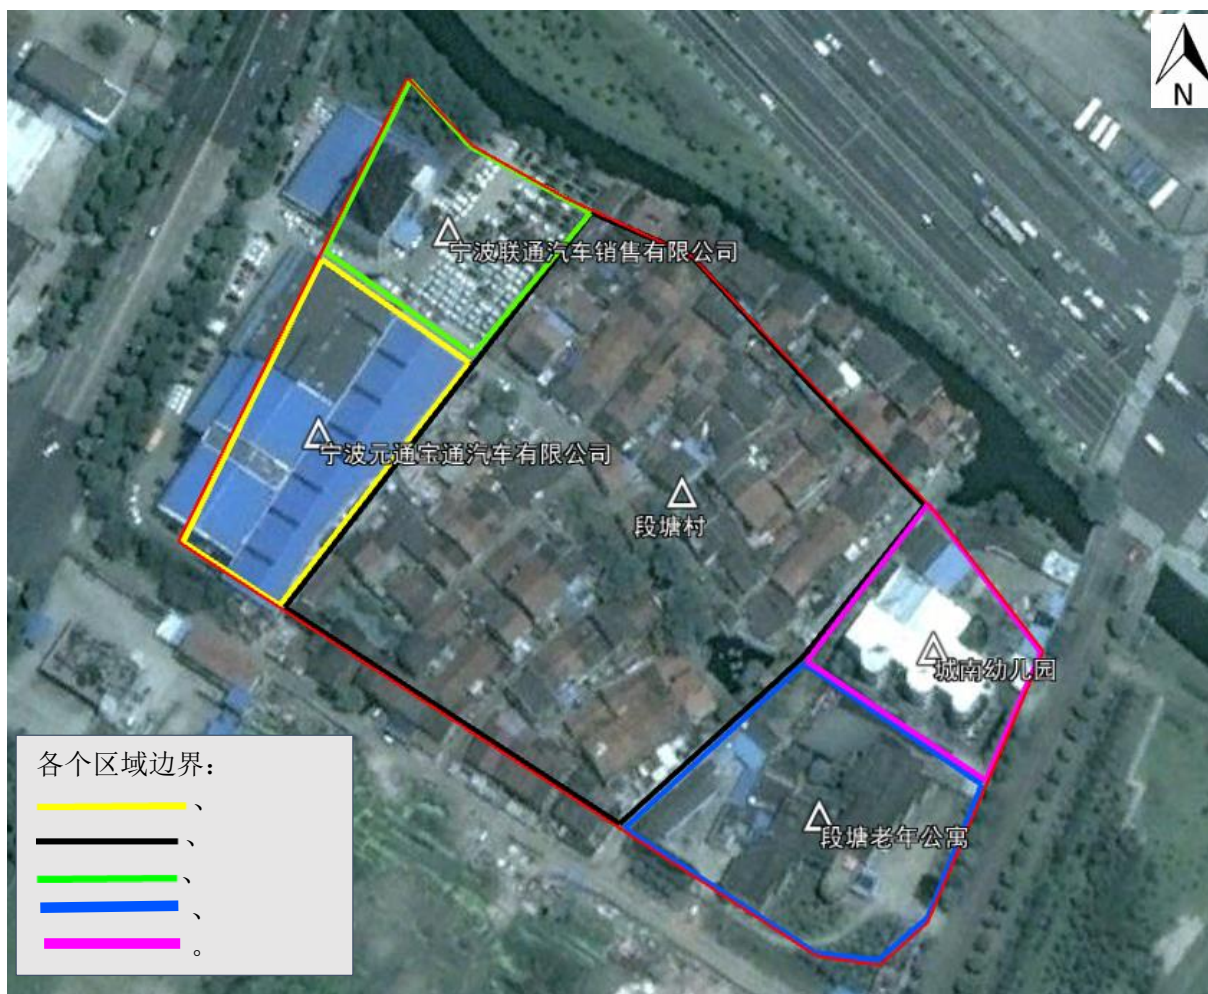 N
宁波联通汽车销售有限公司
宁波元通宝通汽车有限公司
段塘村
城南幼儿园
段塘老年公寓
各个区域边界：
、
、
、
、
。